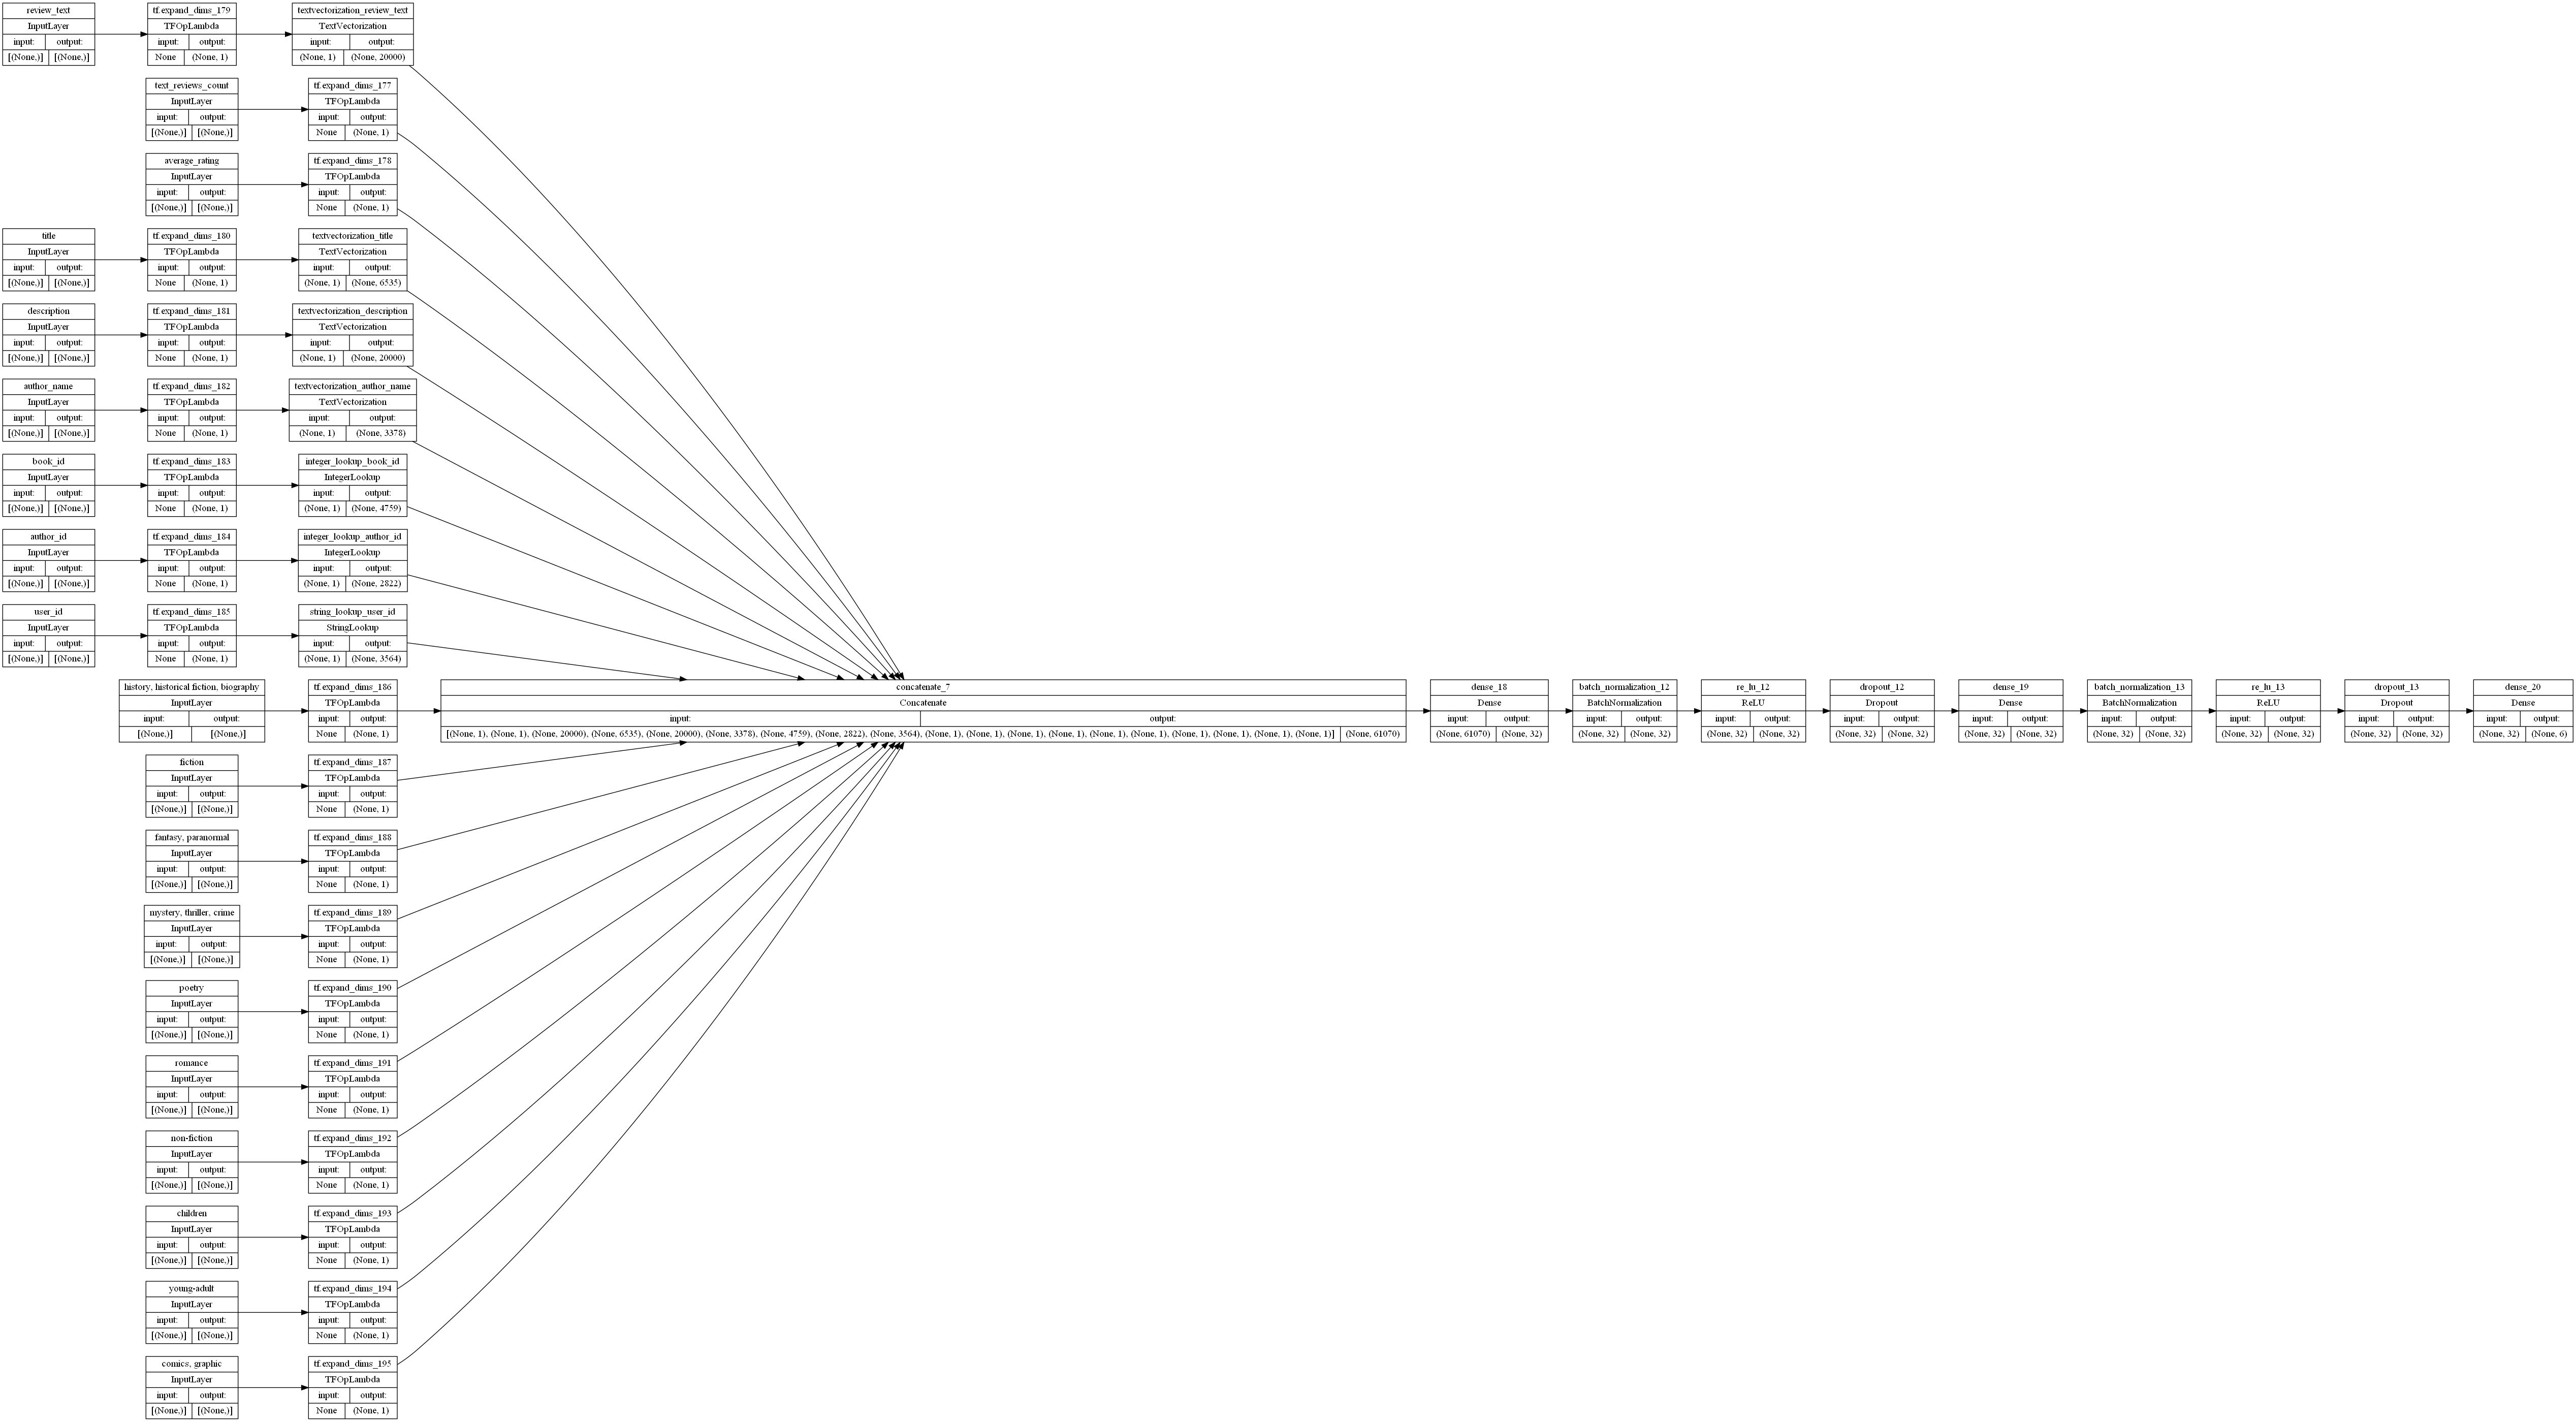 review_text
InputLayer
input: output:
[(None,)] [(None,)]
tf.expand_dims_179
TFOpLambda
input: output:
None (None, 1)
textvectorization_review_text
TextVectorization
input: output:
(None, 1) (None, 20000)
text_reviews_count
InputLayer
input: output:
[(None,)] [(None,)]
tf.expand_dims_177
TFOpLambda
input: output:
None (None, 1)
average_rating
InputLayer
input: output:
[(None,)] [(None,)]
tf.expand_dims_178
TFOpLambda
input: output:
None (None, 1)
title
InputLayer
input: output:
[(None,)] [(None,)]
tf.expand_dims_180
TFOpLambda
input: output:
None (None, 1)
textvectorization_title
TextVectorization
input: output:
(None, 1) (None, 6535)
description
InputLayer
input: output:
[(None,)] [(None,)]
tf.expand_dims_181
TFOpLambda
input: output:
None (None, 1)
textvectorization_description
TextVectorization
input: output:
(None, 1) (None, 20000)
author_name
InputLayer
input: output:
[(None,)] [(None,)]
tf.expand_dims_182
TFOpLambda
input: output:
None (None, 1)
textvectorization_author_name
TextVectorization
input: output:
(None, 1) (None, 3378)
book_id
InputLayer
input: output:
[(None,)] [(None,)]
tf.expand_dims_183
TFOpLambda
input: output:
None (None, 1)
integer_lookup_book_id
IntegerLookup
input: output:
(None, 1) (None, 4759)
author_id
InputLayer
input: output:
[(None,)] [(None,)]
tf.expand_dims_184
TFOpLambda
input: output:
None (None, 1)
integer_lookup_author_id
IntegerLookup
input: output:
(None, 1) (None, 2822)
user_id
InputLayer
input: output:
[(None,)] [(None,)]
tf.expand_dims_185
TFOpLambda
input: output:
None (None, 1)
string_lookup_user_id
StringLookup
input: output:
(None, 1) (None, 3564)
history, historical fiction, biography
InputLayer
input: output:
[(None,)] [(None,)]
tf.expand_dims_186
TFOpLambda
input: output:
None (None, 1)
concatenate_7
Concatenate
input: output:
[(None, 1), (None, 1), (None, 20000), (None, 6535), (None, 20000), (None, 3378), (None, 4759), (None, 2822), (None, 3564), (None, 1), (None, 1), (None, 1), (None, 1), (None, 1), (None, 1), (None, 1), (None, 1), (None, 1), (None, 1)] (None, 61070)
dense_18
Dense
input: output:
(None, 61070) (None, 32)
batch_normalization_12
BatchNormalization
input: output:
(None, 32) (None, 32)
re_lu_12
ReLU
input: output:
(None, 32) (None, 32)
dropout_12
Dropout
input: output:
(None, 32) (None, 32)
dense_19
Dense
input: output:
(None, 32) (None, 32)
batch_normalization_13
BatchNormalization
input: output:
(None, 32) (None, 32)
re_lu_13
ReLU
input: output:
(None, 32) (None, 32)
dropout_13
Dropout
input: output:
(None, 32) (None, 32)
dense_20
Dense
input: output:
(None, 32) (None, 6)
fiction
InputLayer
input: output:
[(None,)] [(None,)]
tf.expand_dims_187
TFOpLambda
input: output:
None (None, 1)
fantasy, paranormal
InputLayer
input: output:
[(None,)] [(None,)]
tf.expand_dims_188
TFOpLambda
input: output:
None (None, 1)
mystery, thriller, crime
InputLayer
input: output:
[(None,)] [(None,)]
tf.expand_dims_189
TFOpLambda
input: output:
None (None, 1)
poetry
InputLayer
input: output:
[(None,)] [(None,)]
tf.expand_dims_190
TFOpLambda
input: output:
None (None, 1)
romance
InputLayer
input: output:
[(None,)] [(None,)]
tf.expand_dims_191
TFOpLambda
input: output:
None (None, 1)
non-fiction
InputLayer
input: output:
[(None,)] [(None,)]
tf.expand_dims_192
TFOpLambda
input: output:
None (None, 1)
children
InputLayer
input: output:
[(None,)] [(None,)]
tf.expand_dims_193
TFOpLambda
input: output:
None (None, 1)
young-adult
InputLayer
input: output:
[(None,)] [(None,)]
tf.expand_dims_194
TFOpLambda
input: output:
None (None, 1)
comics, graphic
InputLayer
input: output:
[(None,)] [(None,)]
tf.expand_dims_195
TFOpLambda
input: output:
None (None, 1)